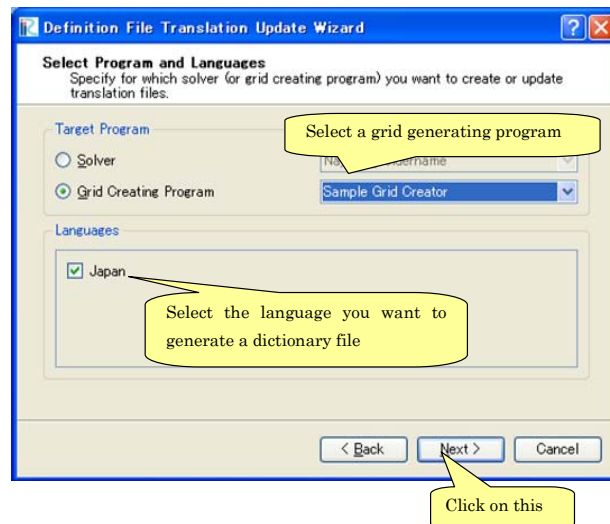 Definition File Translation Update Wizard
Select Program and Languages
Specify for which solver (or grid creating program) you want to create or update
translation files.
Target Program
Select a grid generating program
Solver
Grid Creating Program
Sample Grid Creator
Languages
Japan
Select the language you want to
generate a dictionary file
< Back
Next >
Cancel
Click on this